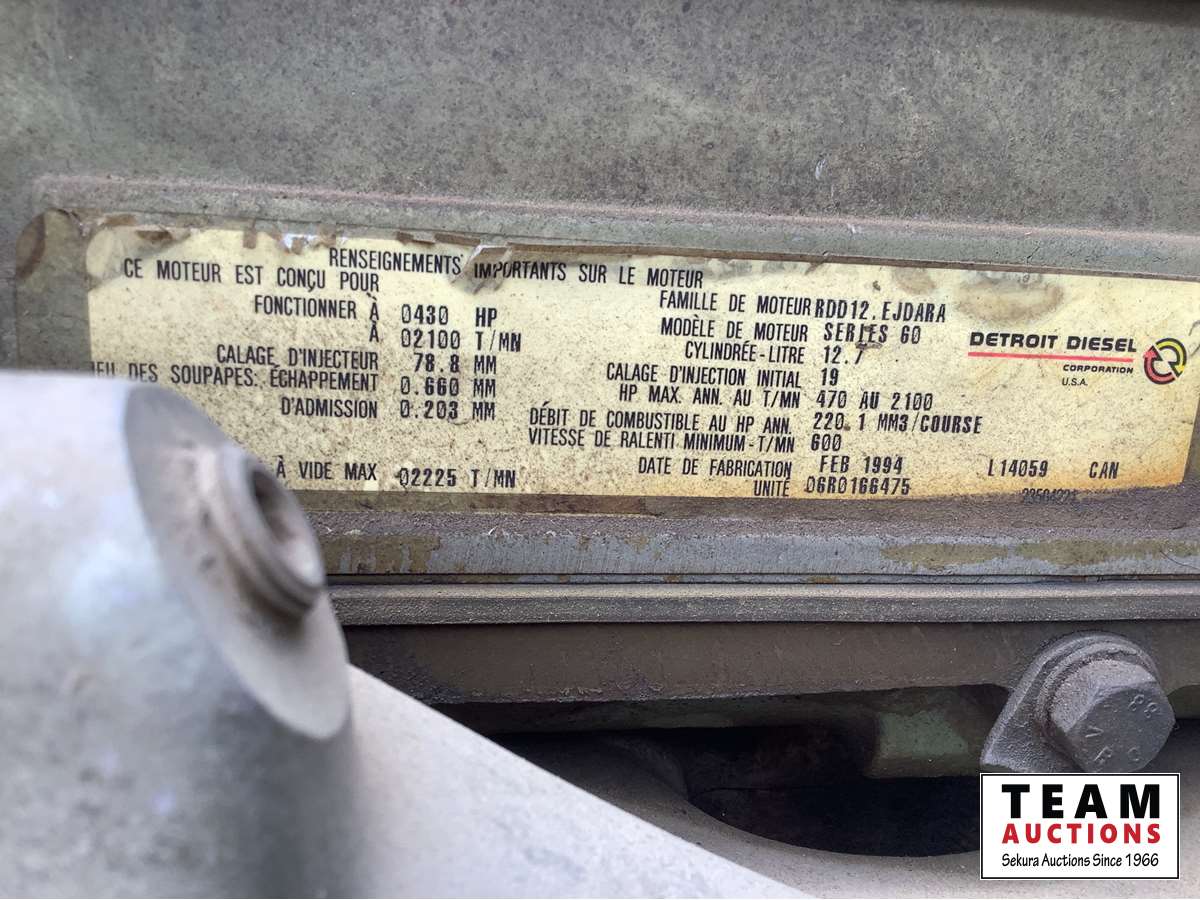 RENSEIGNEMENTS IMPORTANTS SUR LE MOTEUR
CE MOTEUR EST CONÇU POUR
FONCTIONER À 0430 HP
À 02100 T/MN
CALAGE D'INJECTEUR 78.8 MM
DES SOUPAPES: ÉCHAPPEMENT 0.660 MM
D'ADMISSION 0.203 MM
À VIDE MAX 02225 T/MN
FAMILLE DE MOTEUR RDD12.EJDARA
MODÈLE DE MOTEUR SERIES 60
CYLINDRÉE-LITRE 12.7
CALAGE D'INJECTION INITIAL 19
HP MAX. ANN. AU T/MN 470 AU 2100
DÉBIT DE COMBUSTIBLE AU HP ANN. 220.1 MM3/COURSE
VITESSE DE RALENTI MINIMUM-T/MN 600
DATE DE FABRICATION FEB 1994 L14059 CAN
UNITÉ 06R0166475
DETROIT DIESEL
CORPORATION
U.S.A.
TEAM
AUCTIONS
Sekura Auctions Since 1966